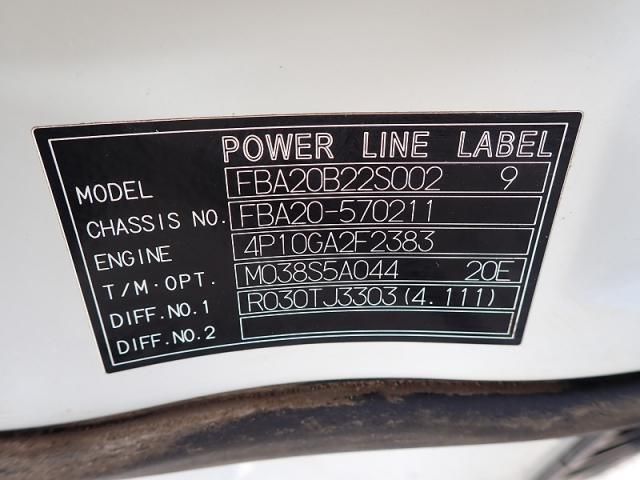 POWER LINE LABEL
MODEL FBA20B22S002 9
CHASSIS NO. FBA20-570211
ENGINE 4P10GA2F2383
T/M·OPT. M038S5A044 20E
DIFF.NO.1 R030TJ3303(4.111)
DIFF.NO.2